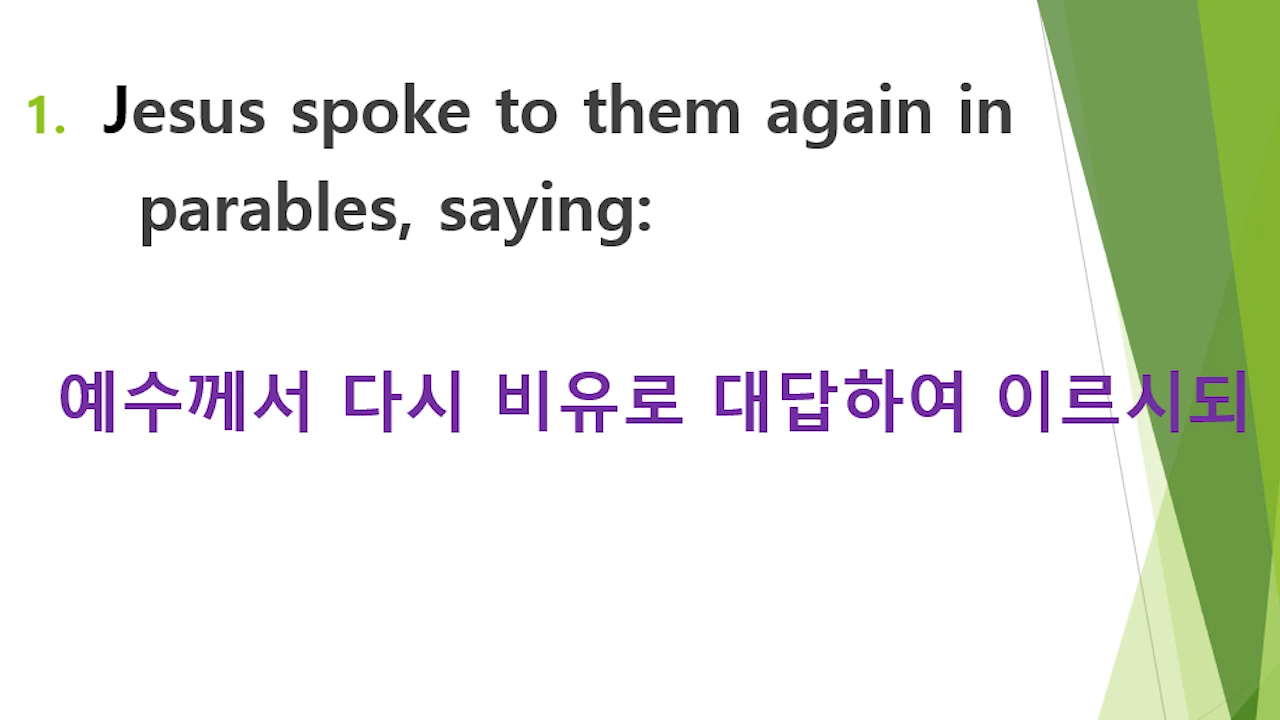 1. Jesus spoke to them again in
parables, saying:
예수께서 다시 비유로 대답하여 이르시되